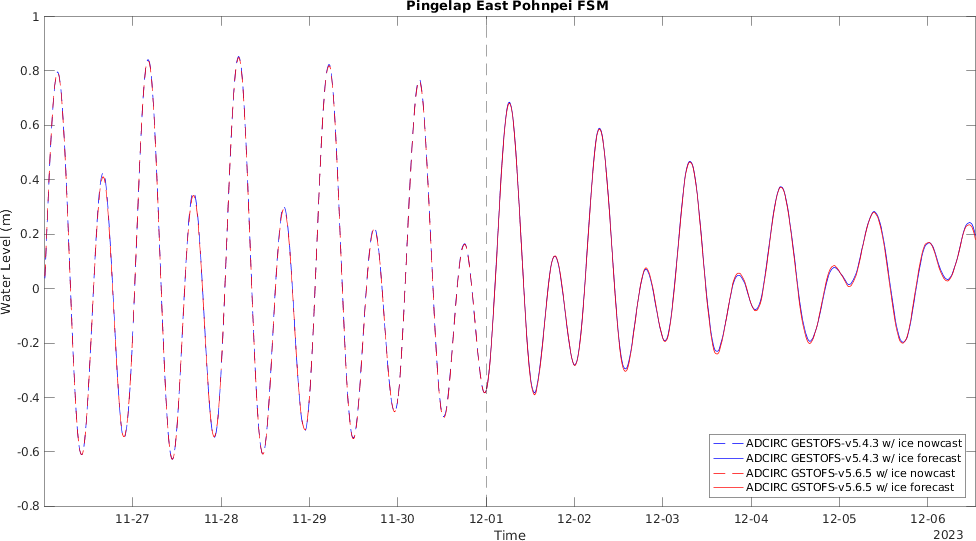 Pingelap East Pohnpei FSM
1
0.8
0.6
0.4
0.2
0
-0.2
-0.4
-0.6
-0.8
Water Level (m)
ADCIRC GESTOFS-v5.4.3 w/ ice nowcast
ADCIRC GESTOFS-v5.4.3 w/ ice forecast
ADCIRC GSTOFS-v5.6.5 w/ ice nowcast
ADCIRC GSTOFS-v5.6.5 w/ ice forecast
11-27 11-28 11-29 11-30 12-01 12-02 12-03 12-04 12-05 12-06
Time
2023